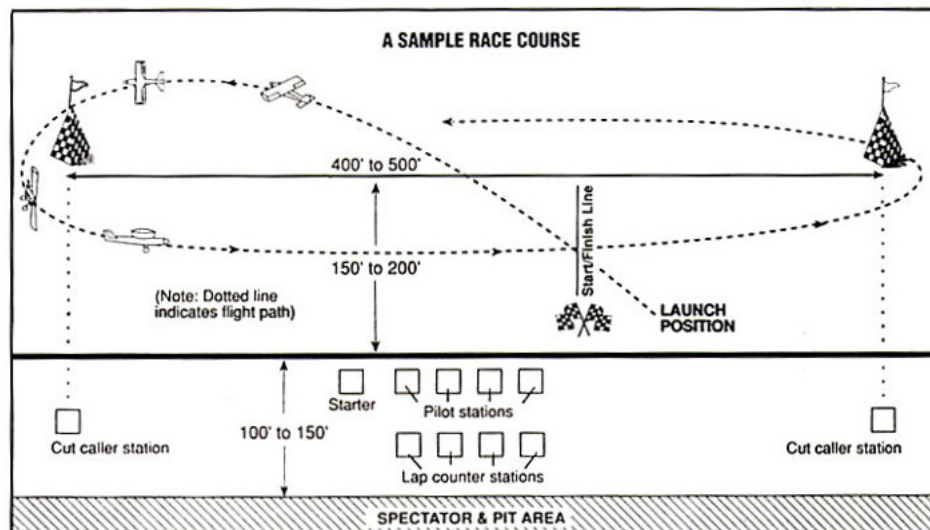 A SAMPLE RACE COURSE
400' to 500'
Start/Finish Line
150' to 200'
(Note: Dotted line
indicates flight path)
LAUNCH
POSITION
Starter
Pilot stations
100' to 150'
Cut caller station
Cut caller station
Lap counter stations
SPECTATOR & PIT AREA